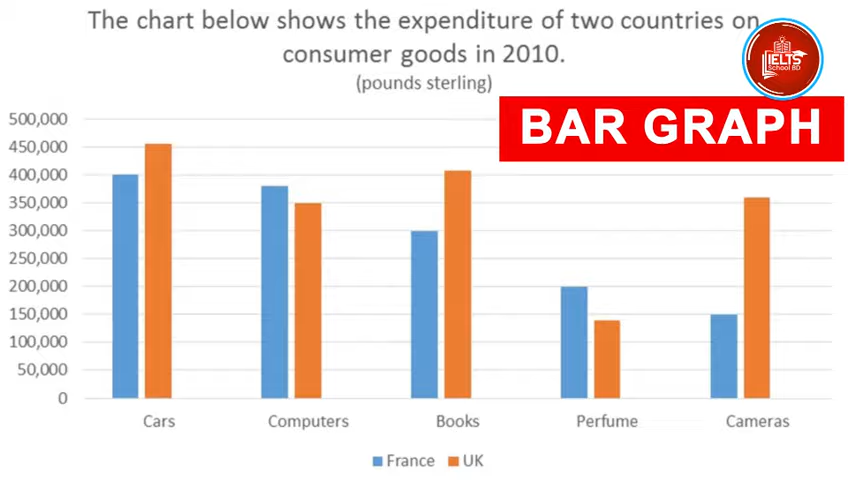 The chart below shows the expenditure of two countries on
consumer goods in 2010.
(pounds sterling)
IELTS
School BD
BAR GRAPH
500,000
450,000
400,000
350,000
300,000
250,000
200,000
150,000
100,000
50,000
0
Cars Computers Books Perfume Cameras
France UK